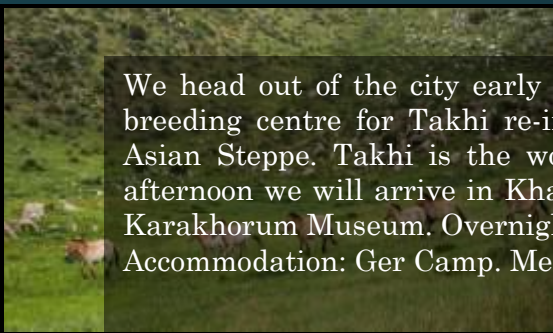 We head out of the city early
breeding centre for Takhi re-i
Asian Steppe. Takhi is the wo
afternoon we will arrive in Kha
Karakhorum Museum. Overnig
Accommodation: Ger Camp. Me